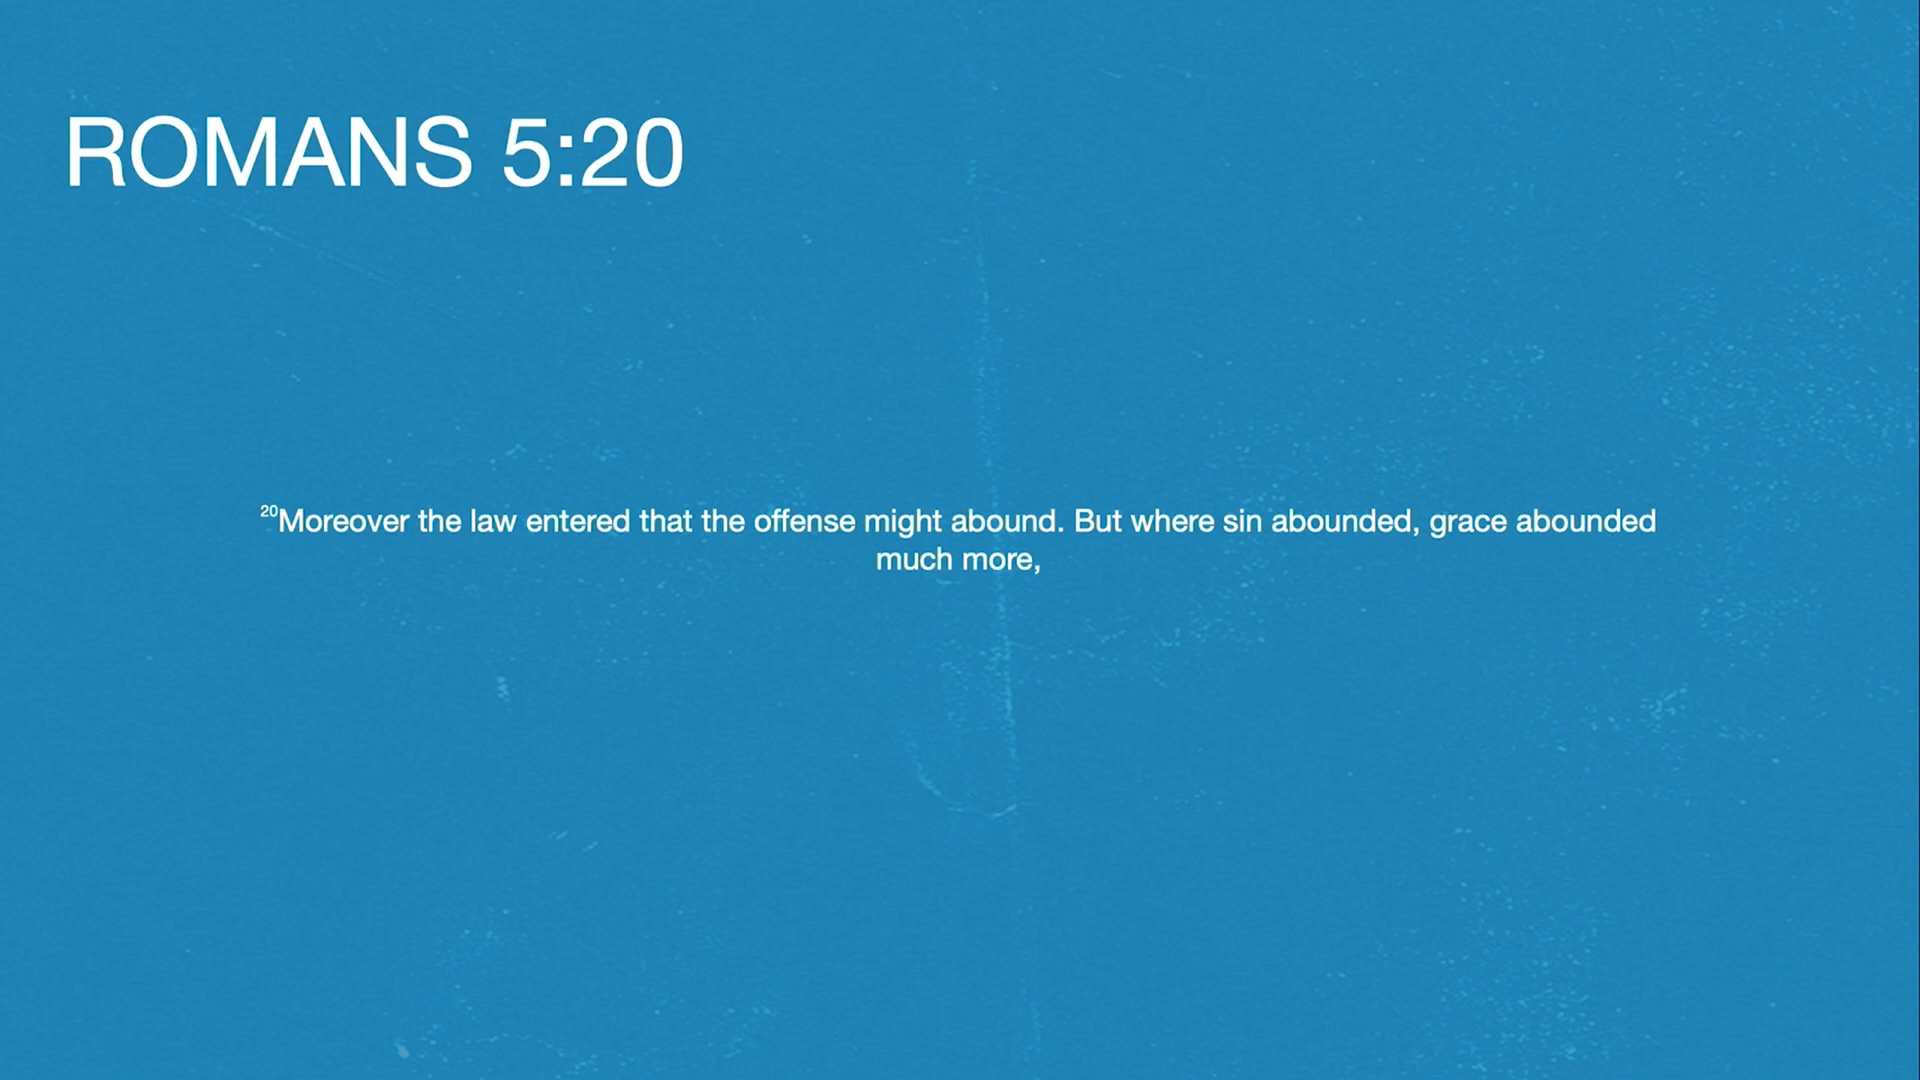 ROMANS 5:20
20Moreover the law entered that the offense might abound. But where sin abounded, grace abounded
much more,